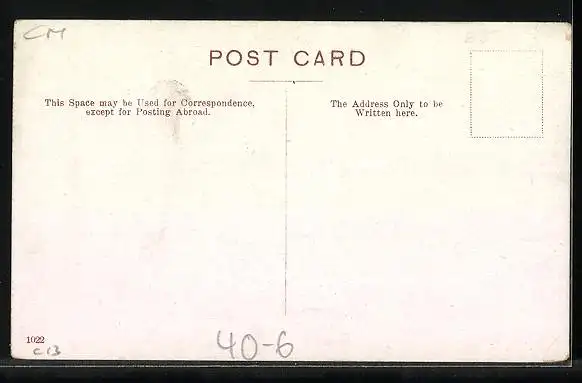 CM
POST CARD
This Space may be Used for Correspondence,
except for Posting Abroad.
The Address Only to be
Written here.
1022
c 13
40-6